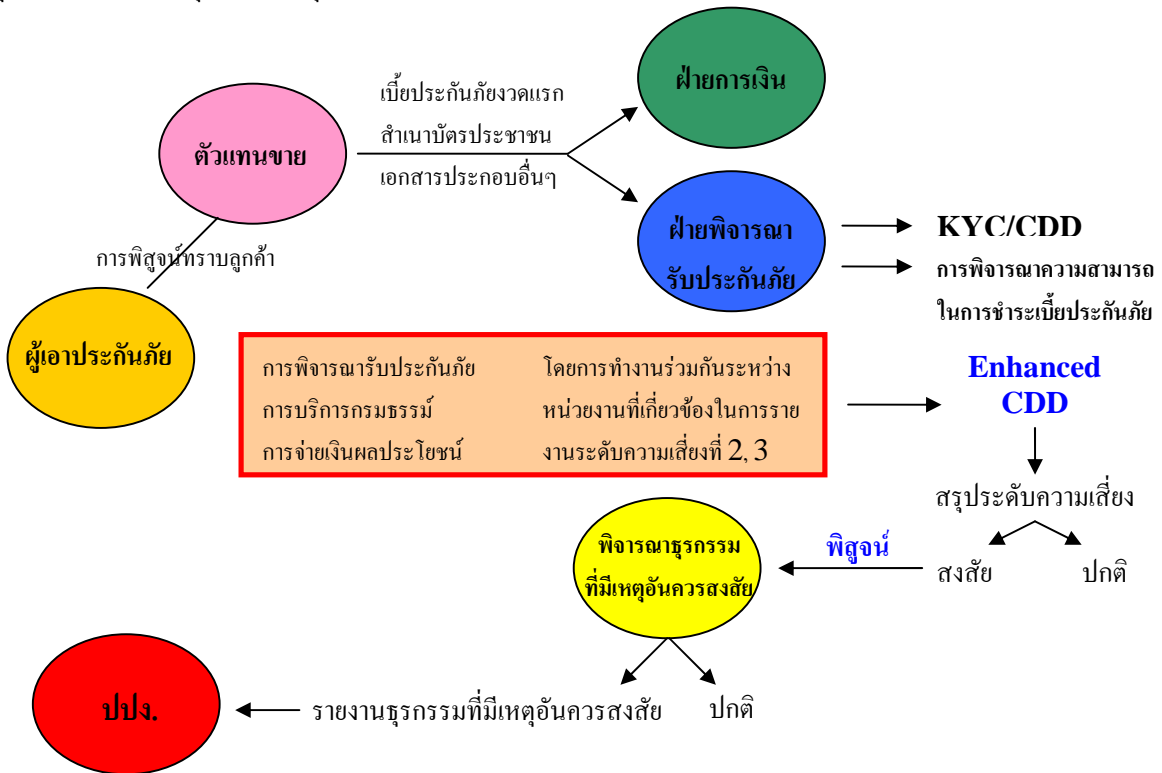 ฝ่ายการเงิน
เบี้ยประกันภัยงวดแรก
สำเนาบัตรประชาชน
เอกสารประกอบอื่นๆ
ตัวแทนขาย
ฝ่ายพิจารณา
รับประกันภัย
KYC/CDD
การพิจารณาความสามารถ
ในการชำระเบี้ยประกันภัย
การพิสูจน์ทราบลูกค้า
ผู้เอาประกันภัย
การพิจารณารับประกันภัย
การบริการกรมธรรม์
การจ่ายเงินผลประโยชน์
โดยการทำงานร่วมกันระหว่าง
หน่วยงานที่เกี่ยวข้องในการราย
งานระดับความเสี่ยงที่ 2, 3
Enhanced
CDD
สรุประดับความเสี่ยง
สงสัย
ปกติ
พิสูจน์
พิจารณาธุรกรรม
ที่มีเหตุอันควรสงสัย
รายงานธุรกรรมที่มีเหตุอันควรสงสัย
ปกติ
ปปง.